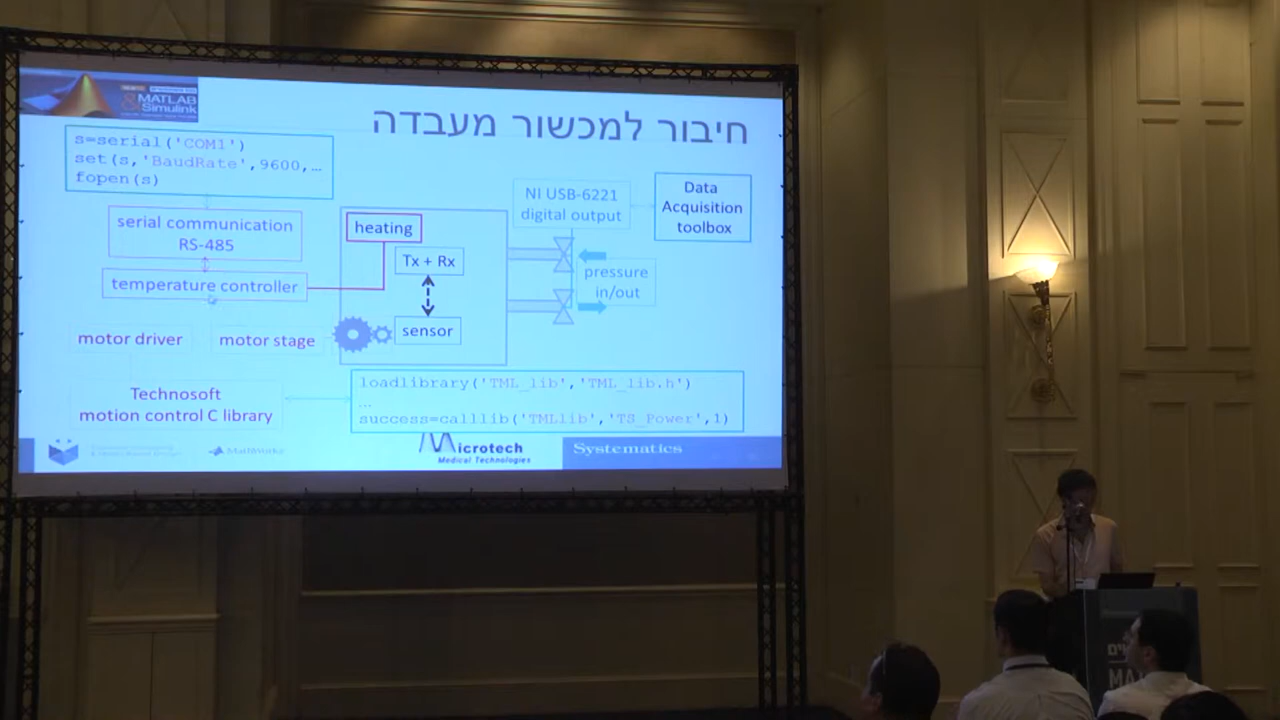 MATLAB
& Simulink
חיבור למכשור מעבדה
s=serial('COM1')
set(s,'BaudRate',9600,…
fopen(s)
serial communication
RS-485
temperature controller
motor driver
motor stage
Technosoft
motion control C library
heating
Tx + Rx
sensor
NI USB-6221
digital output
Data
Acquisition
toolbox
pressure
in/out
loadlibrary('TML_lib','TML_lib.h')
…
success=calllib('TMLlib','TS_Power',1)
MathWorks
Microtech
Medical Technologies
Systematics